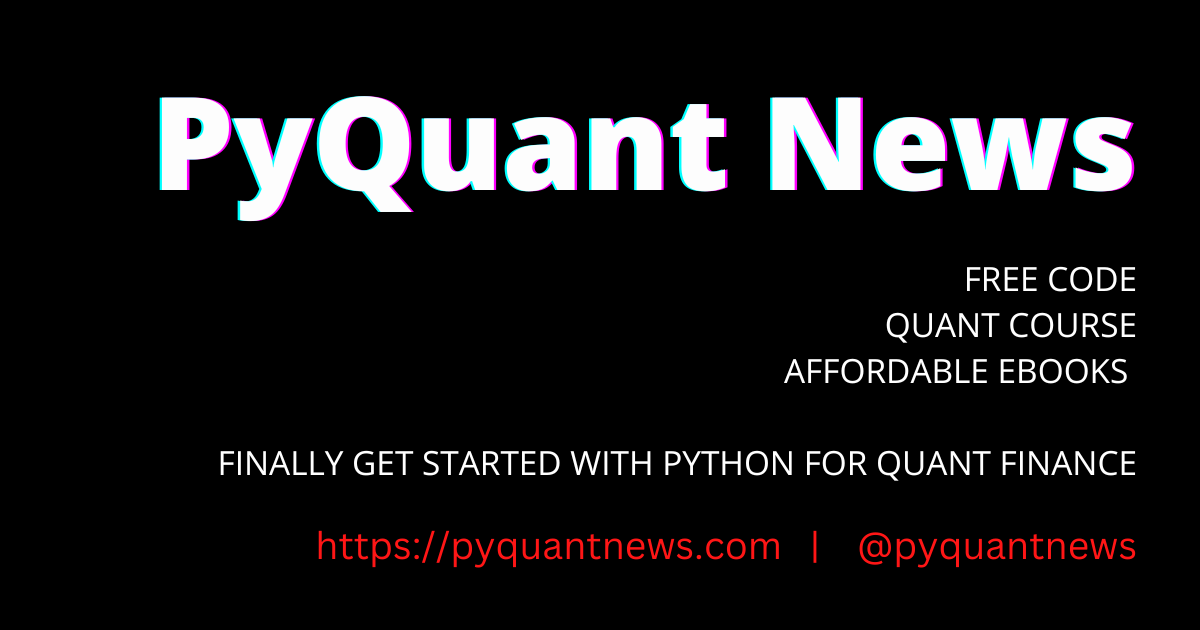 PyQuant News
FREE CODE
QUANT COURSE
AFFORDABLE EBOOKS
FINALLY GET STARTED WITH PYTHON FOR QUANT FINANCE
https://pyquantnews.com | @pyquantnews